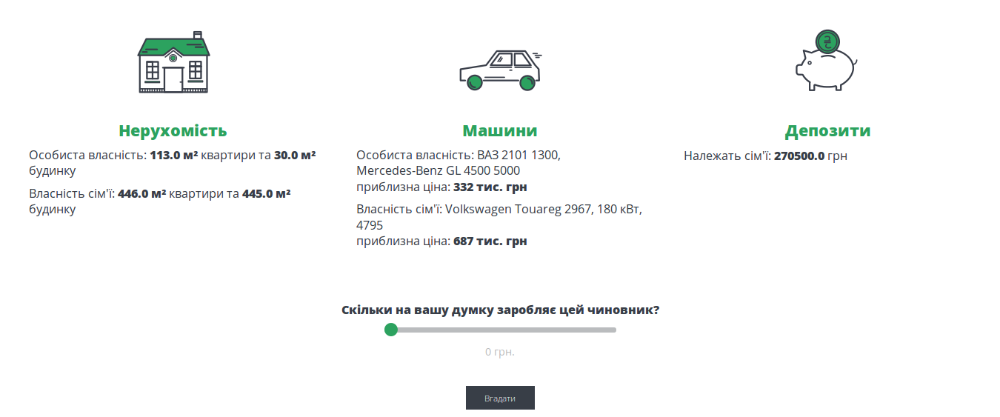 Нерухомість
Особиста власність: 113.0 м² квартири та 30.0 м²
будинку
Власність сім'ї: 446.0 м² квартири та 445.0 м²
будинку
Машини
Особиста власність: ВАЗ 2101 1300,
Mercedes-Benz GL 4500 5000
приблизна ціна: 332 тис. грн
Власність сім'ї: Volkswagen Touareg 2967, 180 кВт,
4795
приблизна ціна: 687 тис. грн
Депозити
Належать сім'ї: 270500.0 грн
Скільки на вашу думку заробляє цей чиновник?
0 грн.
Вгадати